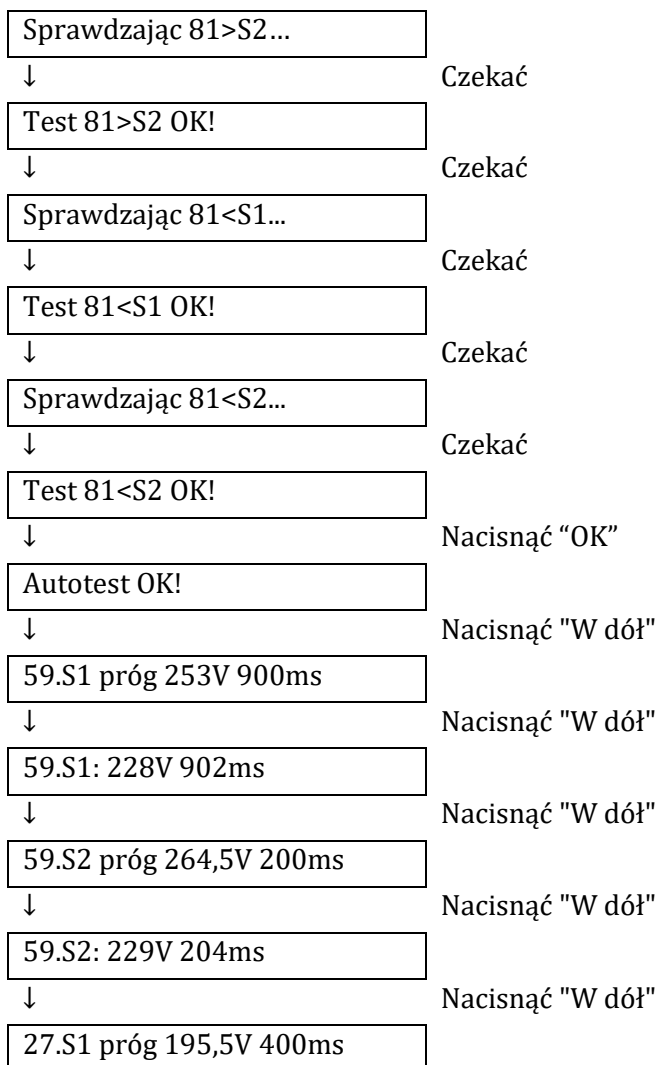 Sprawdzając 81>S2…
↓ Czekać
Test 81>S2 OK!
↓ Czekać
Sprawdzając 81<S1...
↓ Czekać
Test 81<S1 OK!
↓ Czekać
Sprawdzając 81<S2...
↓ Czekać
Test 81<S2 OK!
↓ Nacisnąć “OK”
Autotest OK!
↓ Nacisnąć "W dół"
59.S1 próg 253V 900ms
↓ Nacisnąć "W dół"
59.S1: 228V 902ms
↓ Nacisnąć "W dół"
59.S2 próg 264,5V 200ms
↓ Nacisnąć "W dół"
59.S2: 229V 204ms
↓ Nacisnąć "W dół"
27.S1 próg 195,5V 400ms